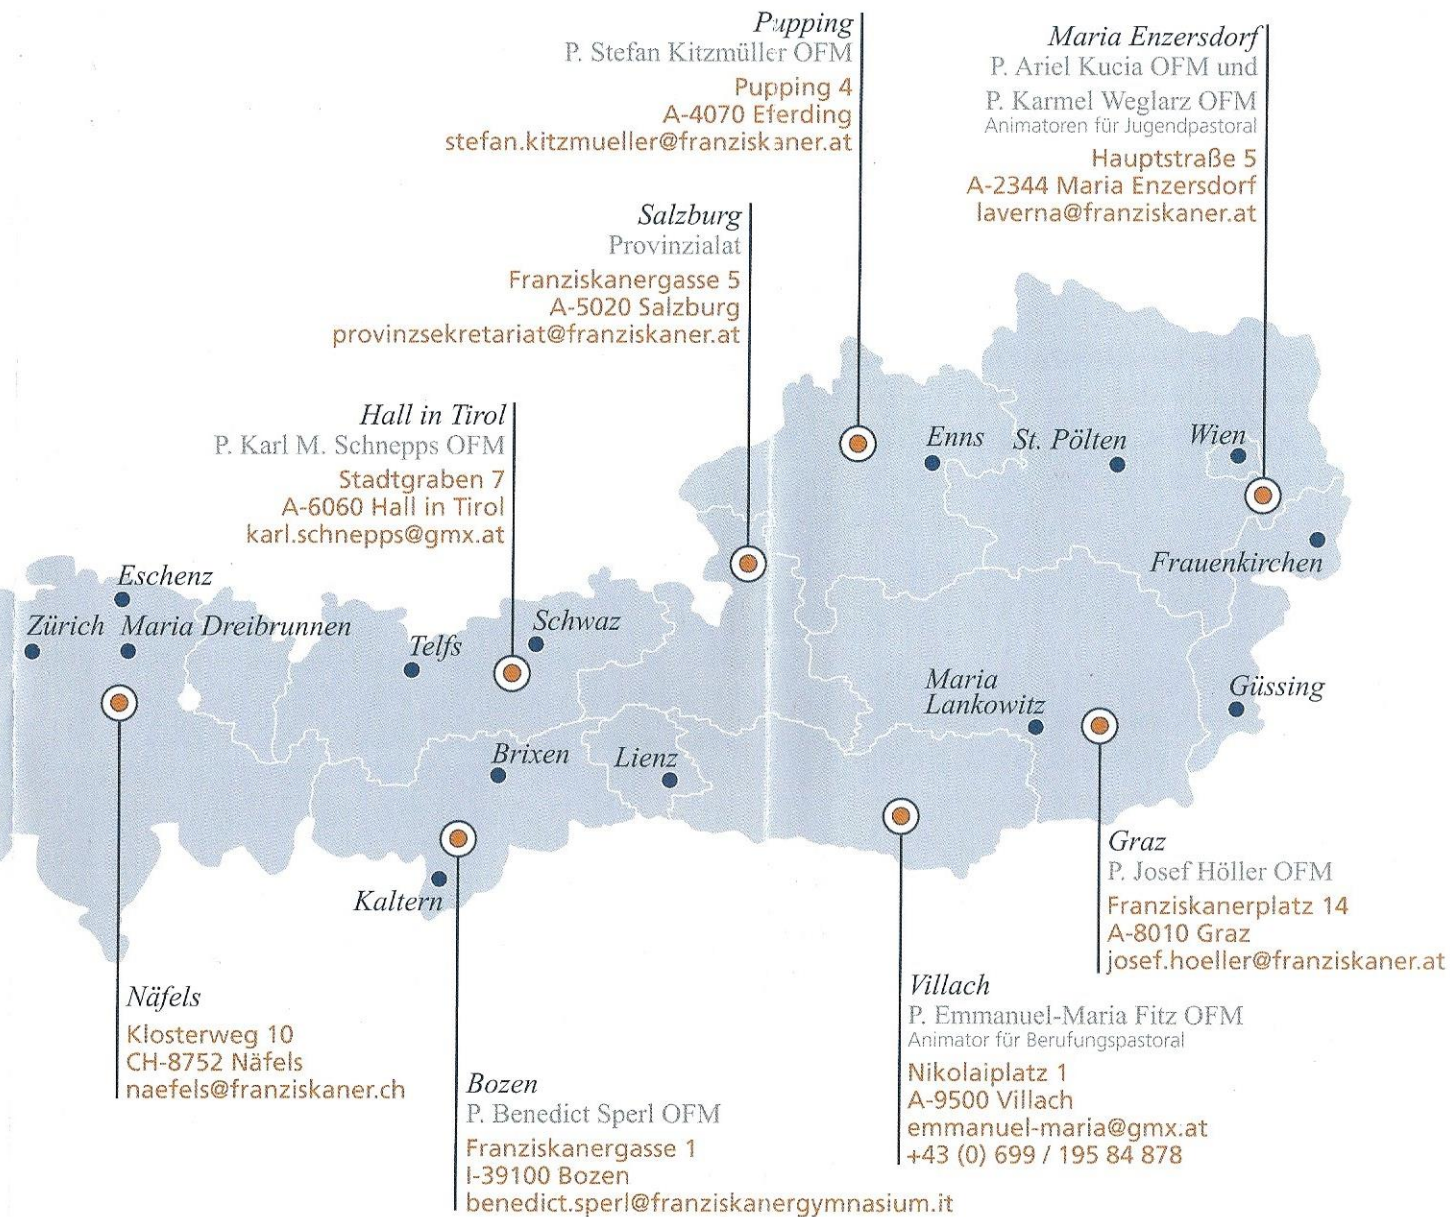 Pupping
P. Stefan Kitzmüller OFM
Pupping 4
A-4070 Eferding
stefan.kitzmueller@franziskaner.at
Maria Enzersdorf
P. Ariel Kucia OFM und
P. Karmel Weglarz OFM
Animatoren für Jugendpastoral
Hauptstraße 5
A-2344 Maria Enzersdorf
laverna@franziskaner.at
Salzburg
Provinzialat
Franziskanergasse 5
A-5020 Salzburg
provinzsekretariat@franziskaner.at
Hall in Tirol
P. Karl M. Schnepps OFM
Stadtgraben 7
A-6060 Hall in Tirol
karl.schnepps@gmx.at
Enns
St. Pölten
Wien
Frauenkirchen
Eschenz
Zürich
Maria Dreibrunnen
Telfs
Schwaz
Maria
Lankowitz
Güssing
Brixen
Lienz
Kaltern
Graz
P. Josef Höller OFM
Franziskanerplatz 14
A-8010 Graz
josef.hoeller@franziskaner.at
Näfels
Klosterweg 10
CH-8752 Näfels
naefels@franziskaner.ch
Villach
P. Emmanuel-Maria Fitz OFM
Animator für Berufungspastoral
Nikolaiplatz 1
A-9500 Villach
emmanuel-maria@gmx.at
+43 (0) 699 / 195 84 878
Bozen
P. Benedict Sperl OFM
Franziskanergasse 1
I-39100 Bozen
benedict.sperl@franziskanergymnasium.it